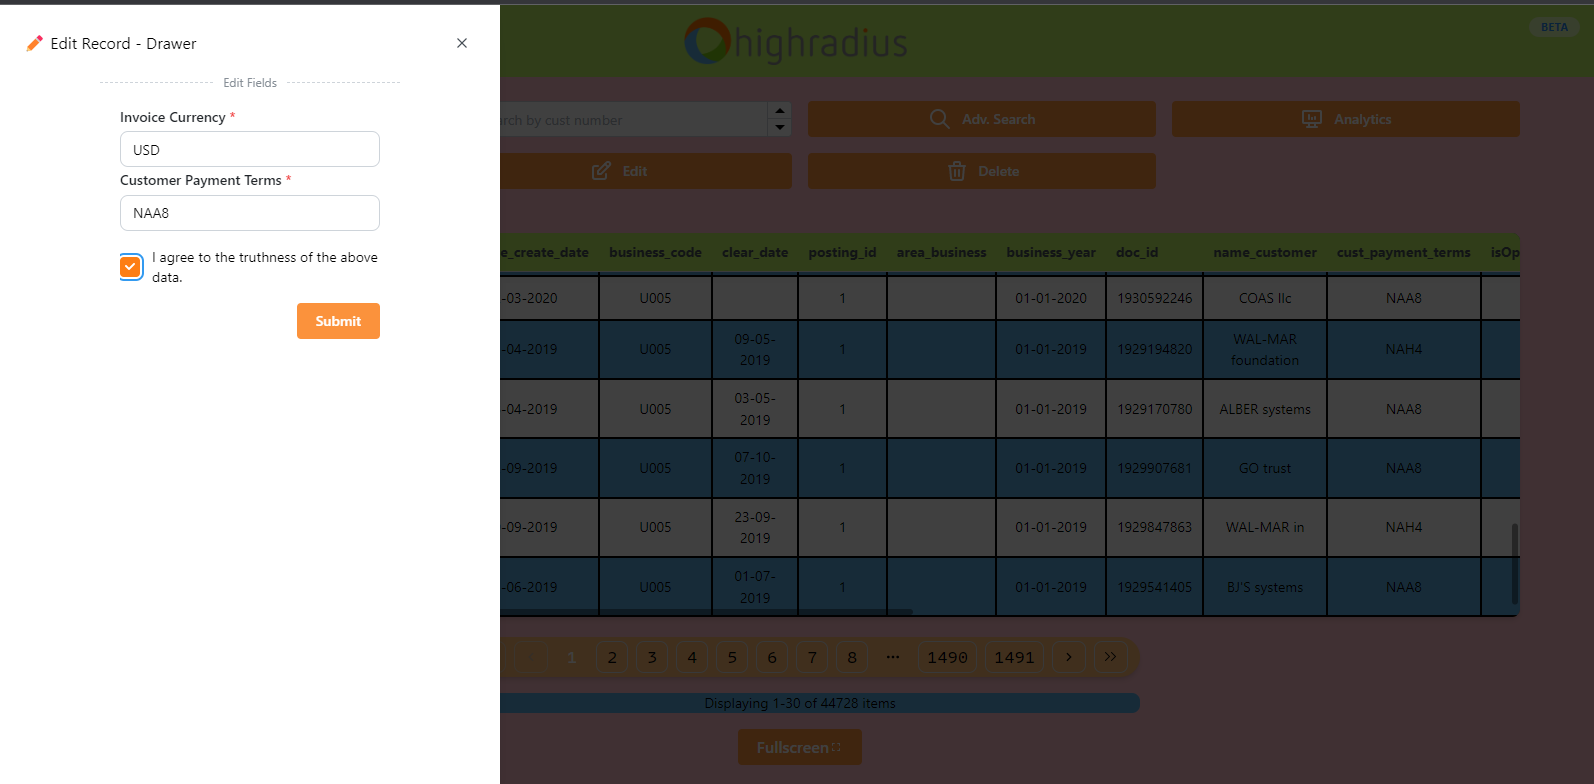 Edit Record - Drawer
Edit Fields
Invoice Currency *
USD
Customer Payment Terms *
NAA8
I agree to the truthness of the above
data.
Submit
highradius
BETA
by cust number
Adv. Search
Analytics
Edit
Delete
e_create_date business_code clear_date posting_id area_business business_year doc_id name_customer cust_payment_terms isOp
-03-2020 U005 1 01-01-2020 1930592246 COAS llc NAA8
-04-2019 U005 09-05-
2019 1 01-01-2019 1929194820 WAL-MAR
foundation NAH4
-04-2019 U005 03-05-
2019 1 01-01-2019 1929170780 ALBER systems NAA8
-09-2019 U005 07-10-
2019 1 01-01-2019 1929907681 GO trust NAA8
-09-2019 U005 23-09-
2019 1 01-01-2019 1929847863 WAL-MAR in NAH4
-06-2019 U005 01-07-
2019 1 01-01-2019 1929541405 BJ'S systems NAA8
1 2 3 4 5 6 7 8 ··· 1490 1491 > >>
Displaying 1-30 of 44728 items
Fullscreen